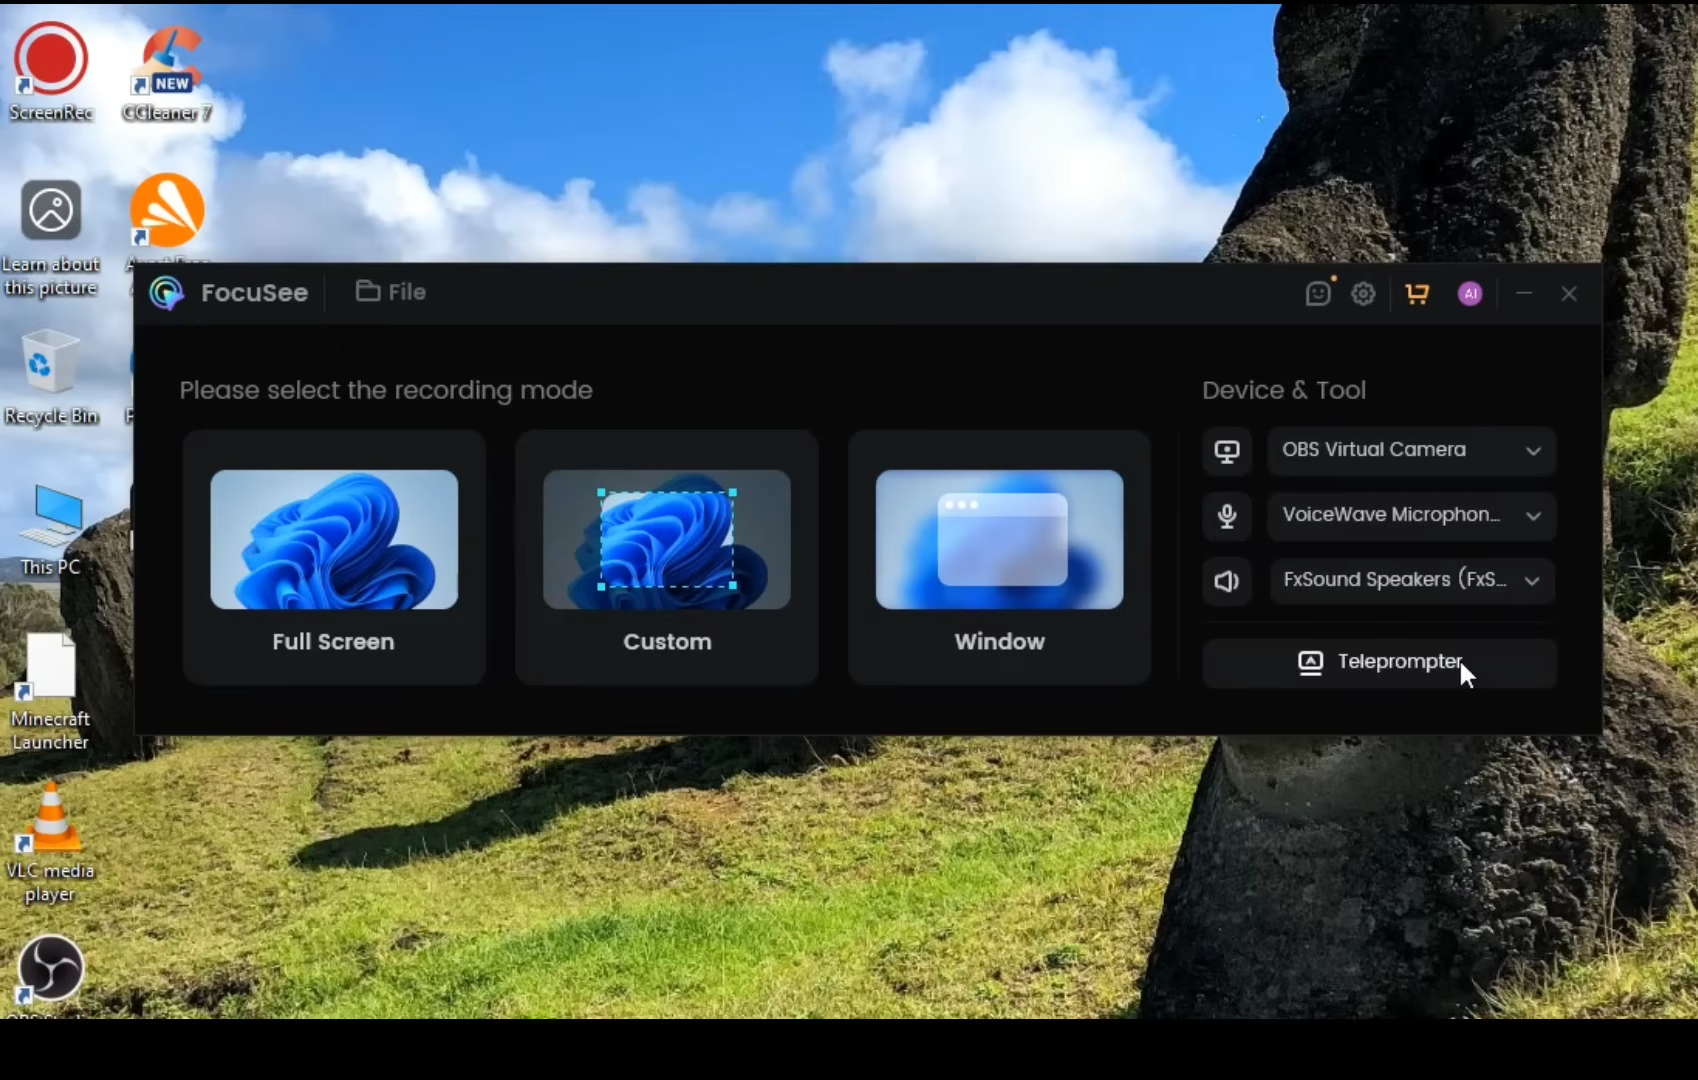 ScreenRec
NEW
CCleaner 7
Learn about
this picture
Recycle Bin
This PC
Minecraft
Launcher
VLC media
player
FocuSee
File
AI
Please select the recording mode
Full Screen
Custom
Window
Device & Tool
OBS Virtual Camera
VoiceWave Microphon...
FxSound Speakers (FxS...
Teleprompter